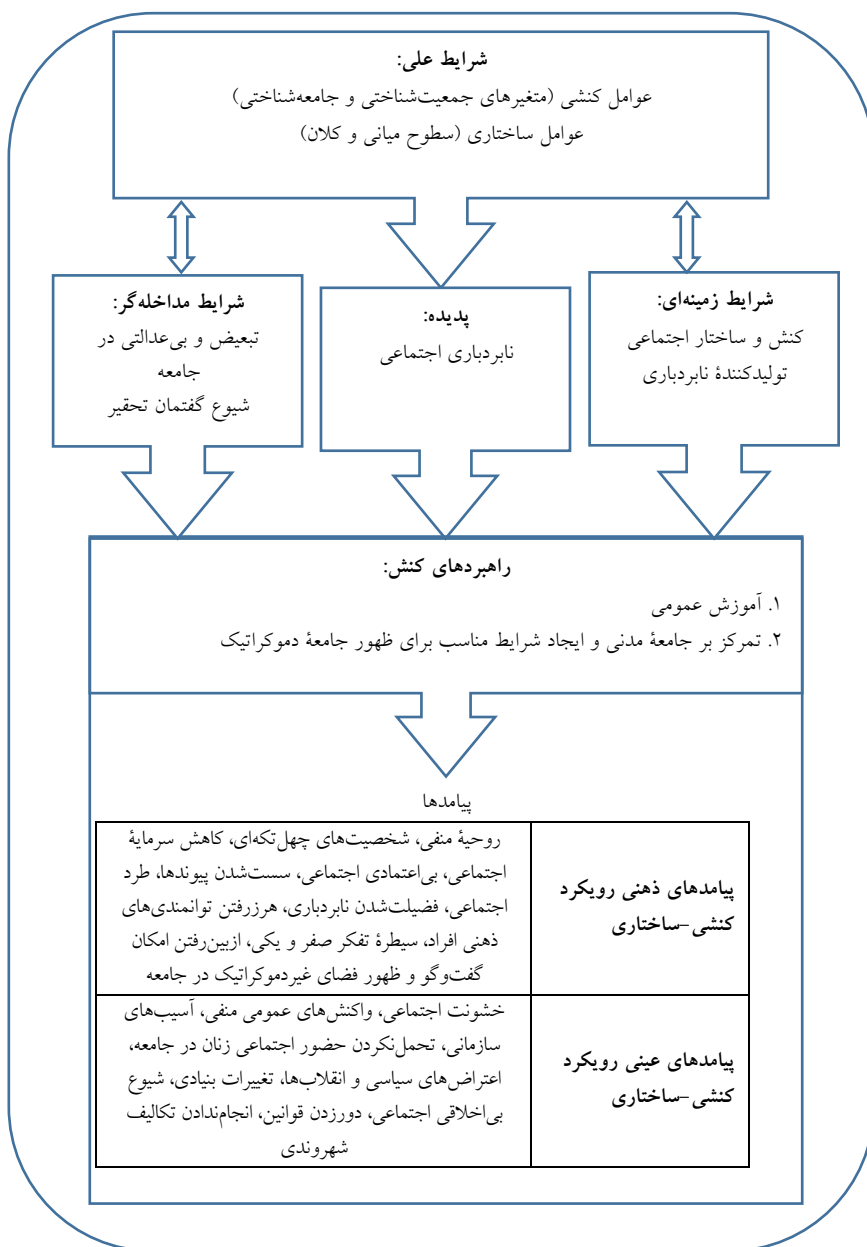 شرایط علی:
عوامل کنشی (متغیرهای جمعیت‌شناختی و جامعه‌شناختی)
عوامل ساختاری (سطوح میانی و کلان)
شرایط زمینه‌ای:
کنش و ساختار اجتماعی
تولیدکنندۀ نابردباری
پدیده:
نابردباری اجتماعی
شرایط مداخله‌گر:
تبعیض و بی‌عدالتی در
جامعه
شیوع گفتمان تحقیر
راهبردهای کنش:
۱. آموزش عمومی
۲. تمرکز بر جامعۀ مدنی و ایجاد شرایط مناسب برای ظهور جامعۀ دموکراتیک
پیامدها
پیامدهای ذهنی رویکرد
کنشی–ساختاری
روحیۀ منفی، شخصیت‌های چهل‌تکه‌ای، کاهش سرمایۀ
اجتماعی، بی‌اعتمادی اجتماعی، سست‌شدن پیوندها، طرد
اجتماعی، فضیلت‌شدن نابردباری، هرزرفتن توانمندی‌های
ذهنی افراد، سیطرۀ تفکر صفر و یکی، ازبین‌رفتن امکان
گفت‌وگو و ظهور فضای غیردموکراتیک در جامعه
پیامدهای عینی رویکرد
کنشی–ساختاری
خشونت اجتماعی، واکنش‌های عمومی منفی، آسیب‌های
سازمانی، تحمل‌نکردن حضور اجتماعی زنان در جامعه،
اعتراض‌های سیاسی و انقلاب‌ها، تغییرات بنیادی، شیوع
بی‌اخلاقی اجتماعی، دورزدن قوانین، انجام‌ندادن تکالیف
شهروندی